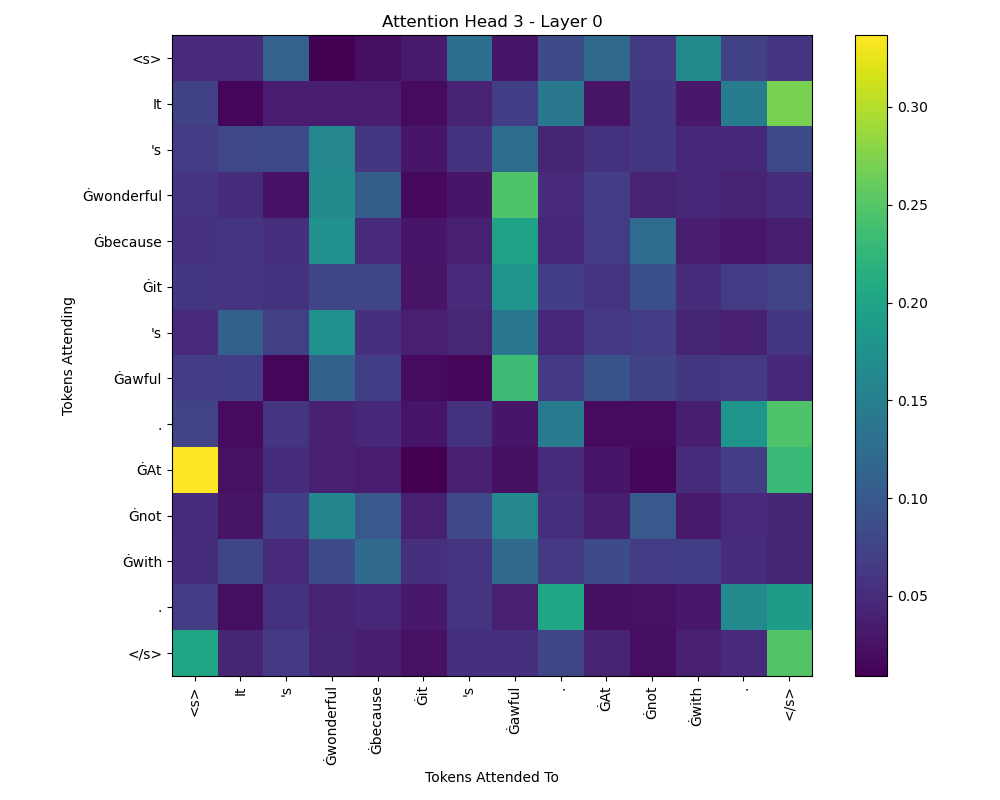 Attention Head 3 - Layer 0
Tokens Attending
<s>
It
's
Ġwonderful
Ġbecause
Ġit
's
Ġawful
.
ĠAt
Ġnot
Ġwith
.
</s>
<s>
It
's
Ġwonderful
Ġbecause
Ġit
's
Ġawful
.
ĠAt
Ġnot
Ġwith
.
</s>
Tokens Attended To
0.30
0.25
0.20
0.15
0.10
0.05